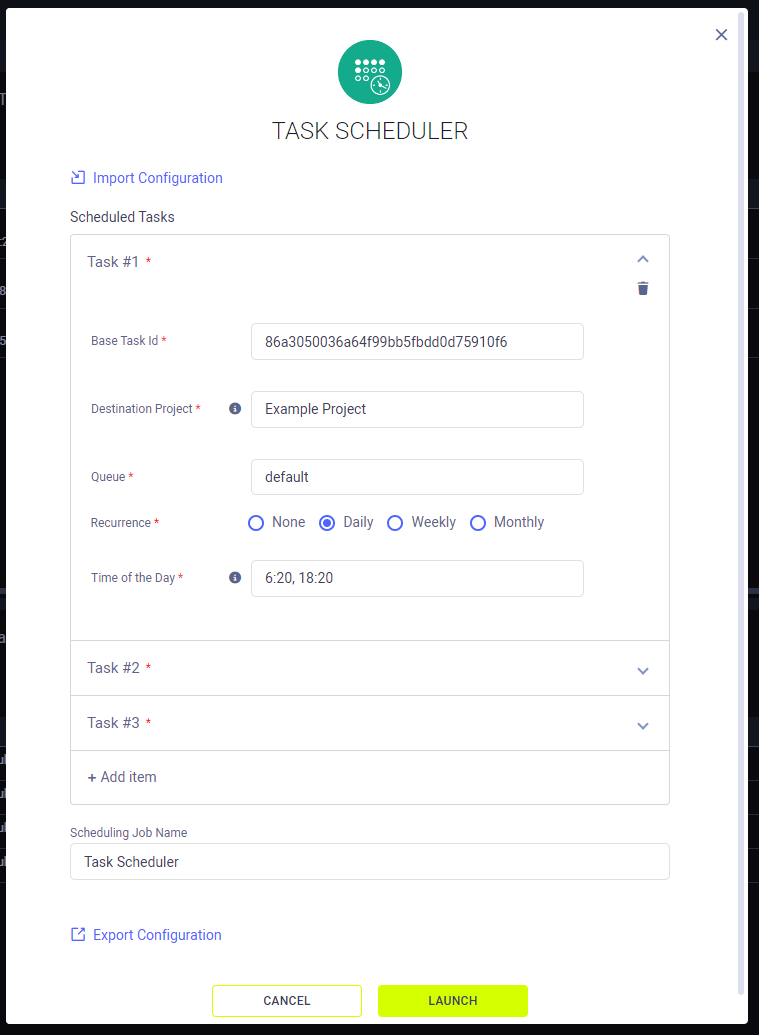 TASK SCHEDULER
Import Configuration
Scheduled Tasks
Task #1 *
Base Task Id * 86a3050036a64f99bb5fbdd0d75910f6
Destination Project * Example Project
Queue * default
Recurrence * None Daily Weekly Monthly
Time of the Day * 6:20, 18:20
Task #2 *
Task #3 *
+ Add item
Scheduling Job Name
Task Scheduler
Export Configuration
CANCEL LAUNCH